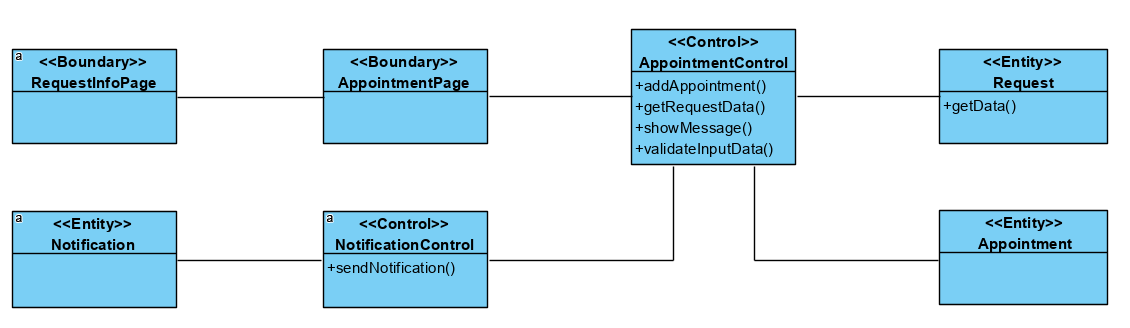 a
<<Boundary>>
RequestInfoPage
<<Boundary>>
AppointmentPage
<<Control>>
AppointmentControl
+addAppointment()
+getRequestData()
+showMessage()
+validateInputData()
<<Entity>>
Request
+getData()
a
<<Entity>>
Notification
a
<<Control>>
NotificationControl
+sendNotification()
<<Entity>>
Appointment